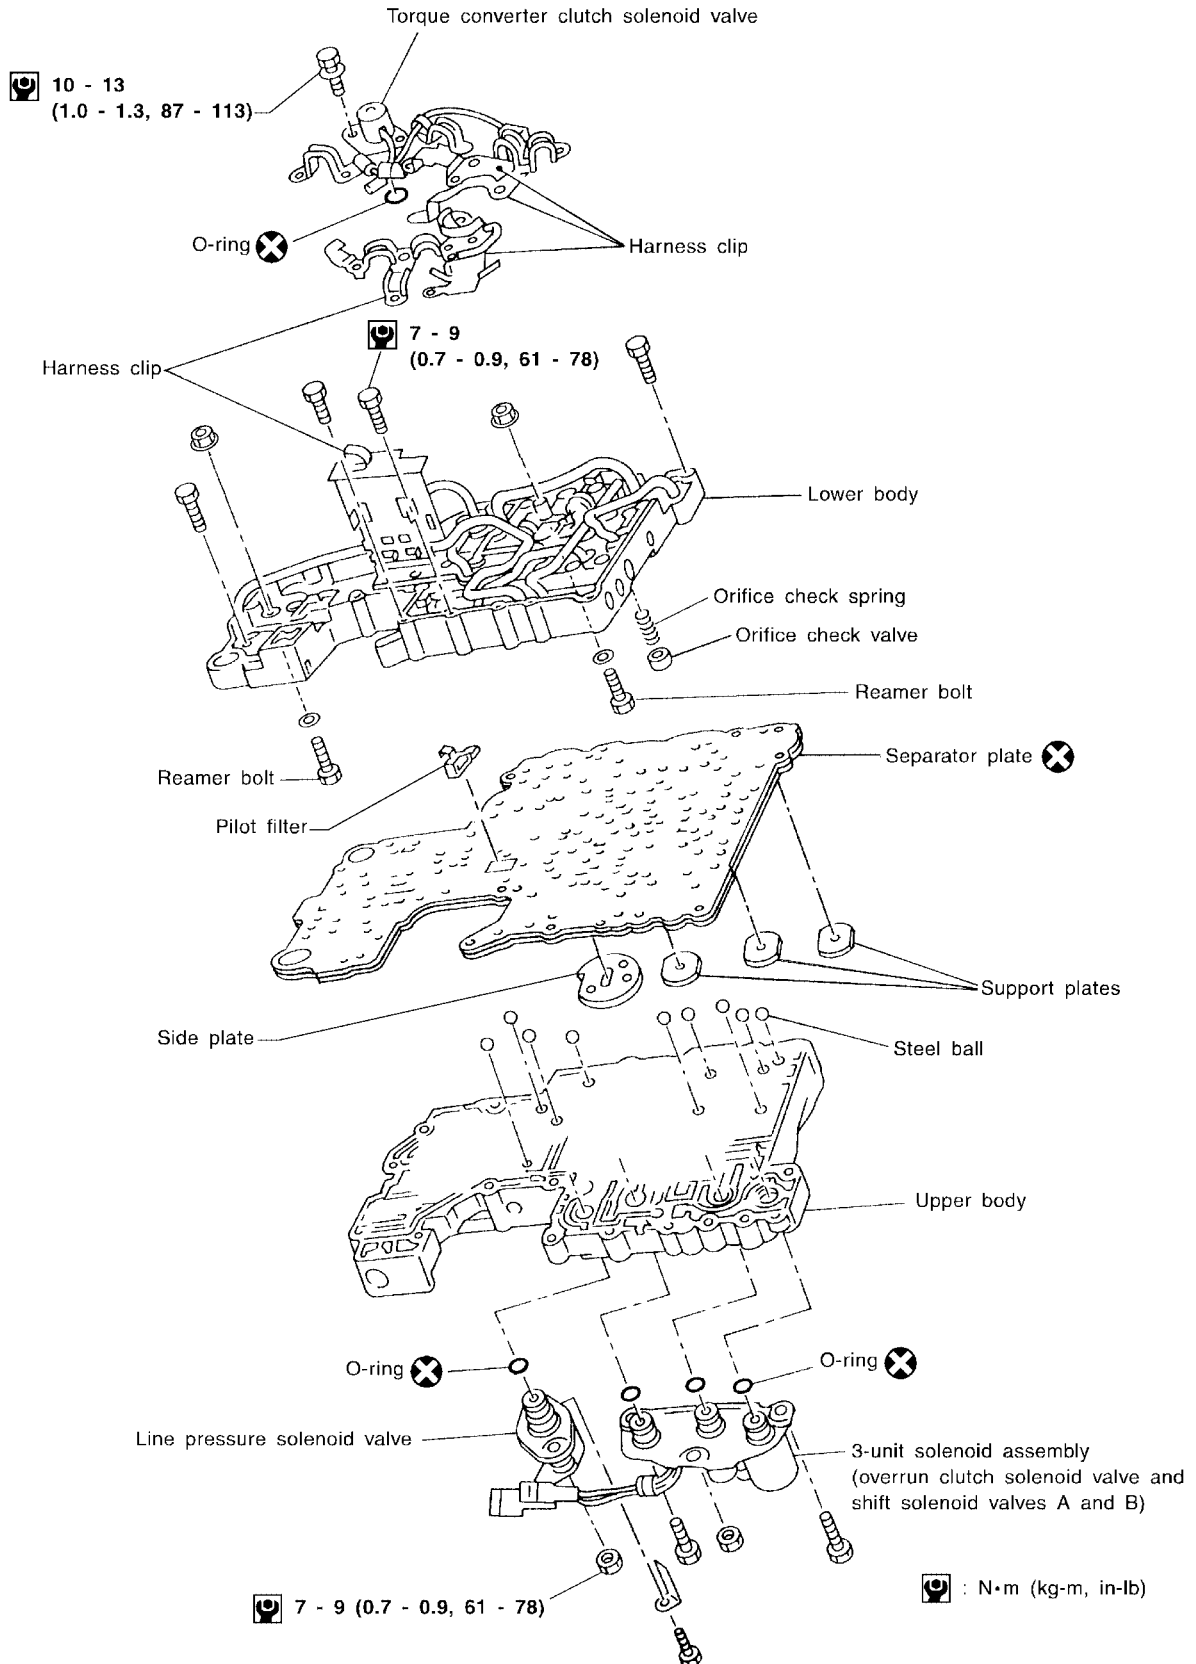 Torque converter clutch solenoid valve
10 - 13
(1.0 - 1.3, 87 - 113)
O-ring
Harness clip
7 - 9
(0.7 - 0.9, 61 - 78)
Harness clip
Lower body
Orifice check spring
Orifice check valve
Reamer bolt
Separator plate
Reamer bolt
Pilot filter
Support plates
Side plate
Steel ball
Upper body
O-ring
O-ring
Line pressure solenoid valve
3-unit solenoid assembly
(overrun clutch solenoid valve and
shift solenoid valves A and B)
7 - 9 (0.7 - 0.9, 61 - 78)
: N•m (kg-m, in-lb)